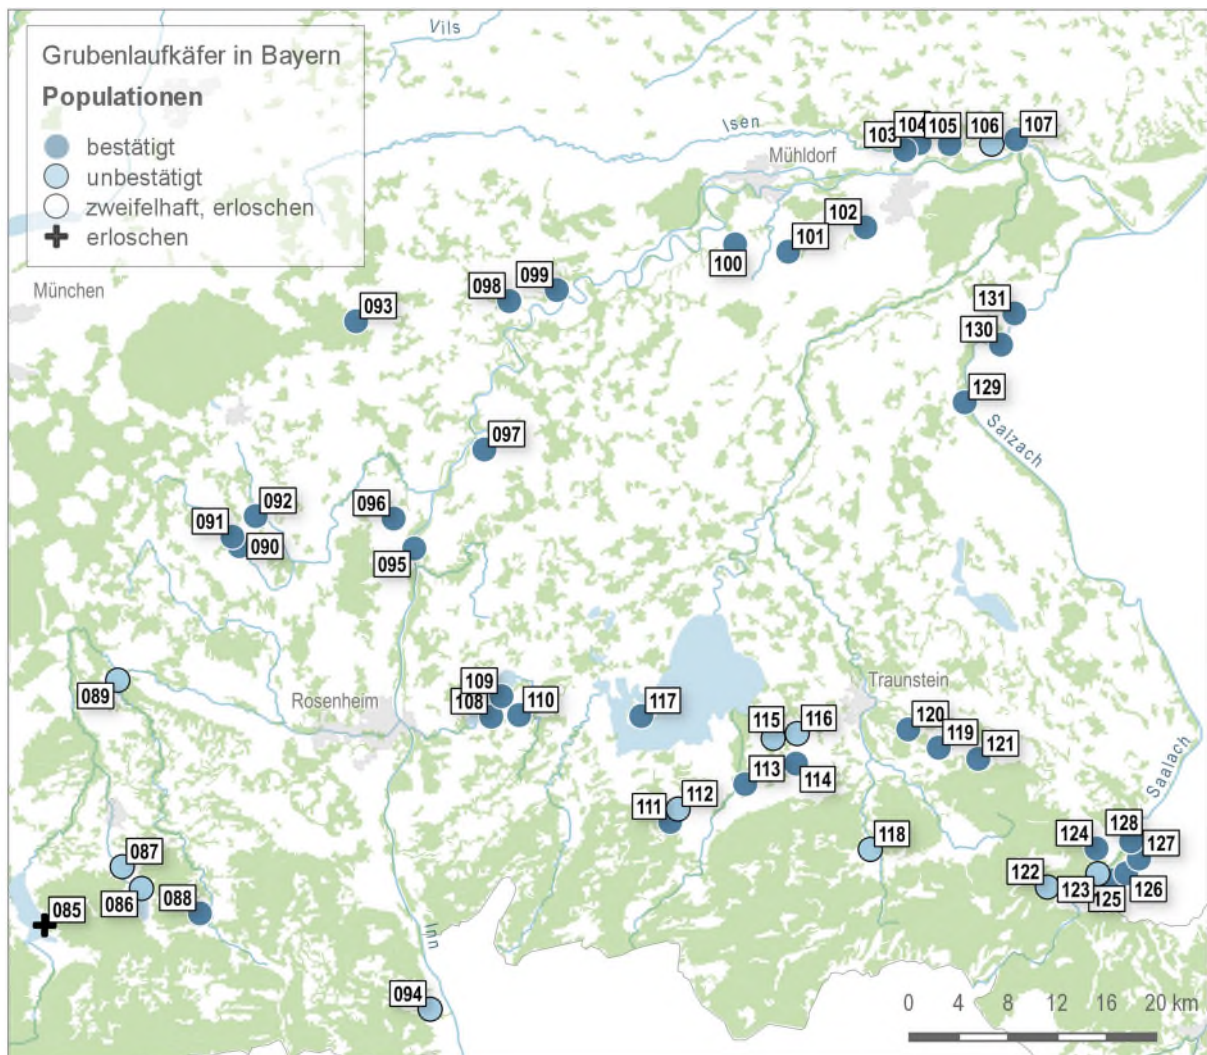 Vils
Grubenlaufkäfer in Bayern
Populationen
bestätigt
unbestätigt
zweifelhaft, erloschen
erloschen
Isen
103
104
105
106
107
Mühldorf
102
101
100
München
093
098
099
131
130
129
Salzach
097
096
092
091
090
095
089
Rosenheim
109
108
110
117
Traunstein
115
116
120
119
121
113
114
Saalach
111
112
118
124
128
127
122
123
125
126
087
086
088
085
Inn
094
0 4 8 12 16 20 km